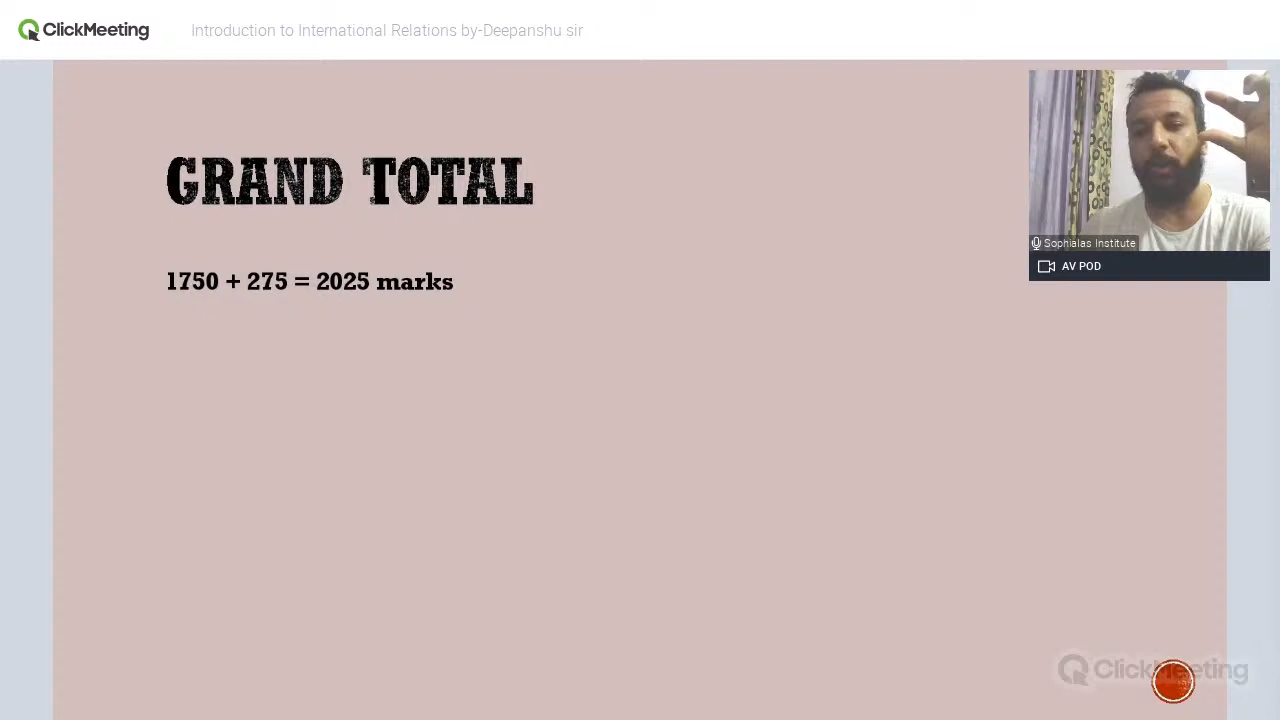 ClickMeeting
Introduction to International Relations by-Deepanshu sir
GRAND TOTAL
1750 + 275 = 2025 marks
Sophialas Institute
AV POD
ClickMeeting